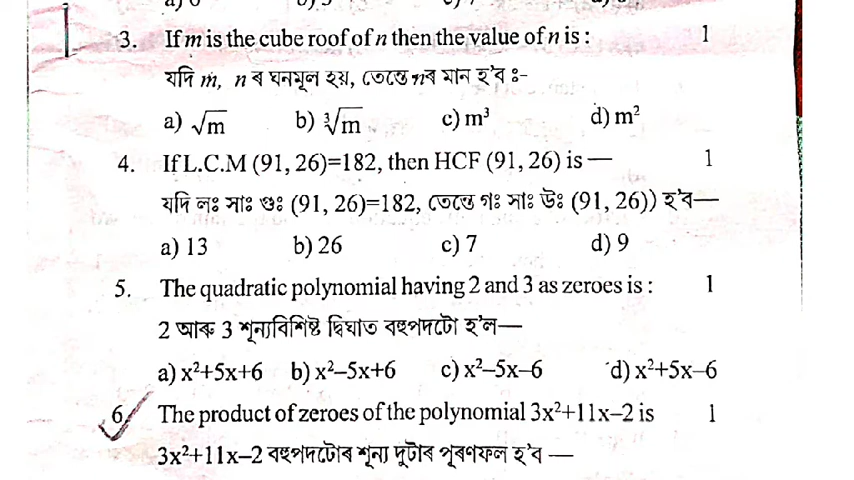 3. If m is the cube roof of n then the value of n is : 1
যদি m, n ৰ ঘনমূল হয়, তেন্তে nৰ মান হ'ব ঃ-
a) √m b) ∛m c) m³ d) m²
4. If L.C.M (91, 26)=182, then HCF (91, 26) is — 1
যদি লঃ সাঃ গুঃ (91, 26)=182, তেন্তে গঃ সাঃ উঃ (91, 26)) হ'ব—
a) 13 b) 26 c) 7 d) 9
5. The quadratic polynomial having 2 and 3 as zeroes is : 1
2 আৰু 3 শূন্যবিশিষ্ট দ্বিঘাত বহুপদটো হ'ল—
a) x²+5x+6 b) x²–5x+6 c) x²–5x–6 d) x²+5x–6
6. The product of zeroes of the polynomial 3x²+11x–2 is 1
3x²+11x–2 বহুপদটোৰ শূন্য দুটাৰ পূৰণফল হ'ব —